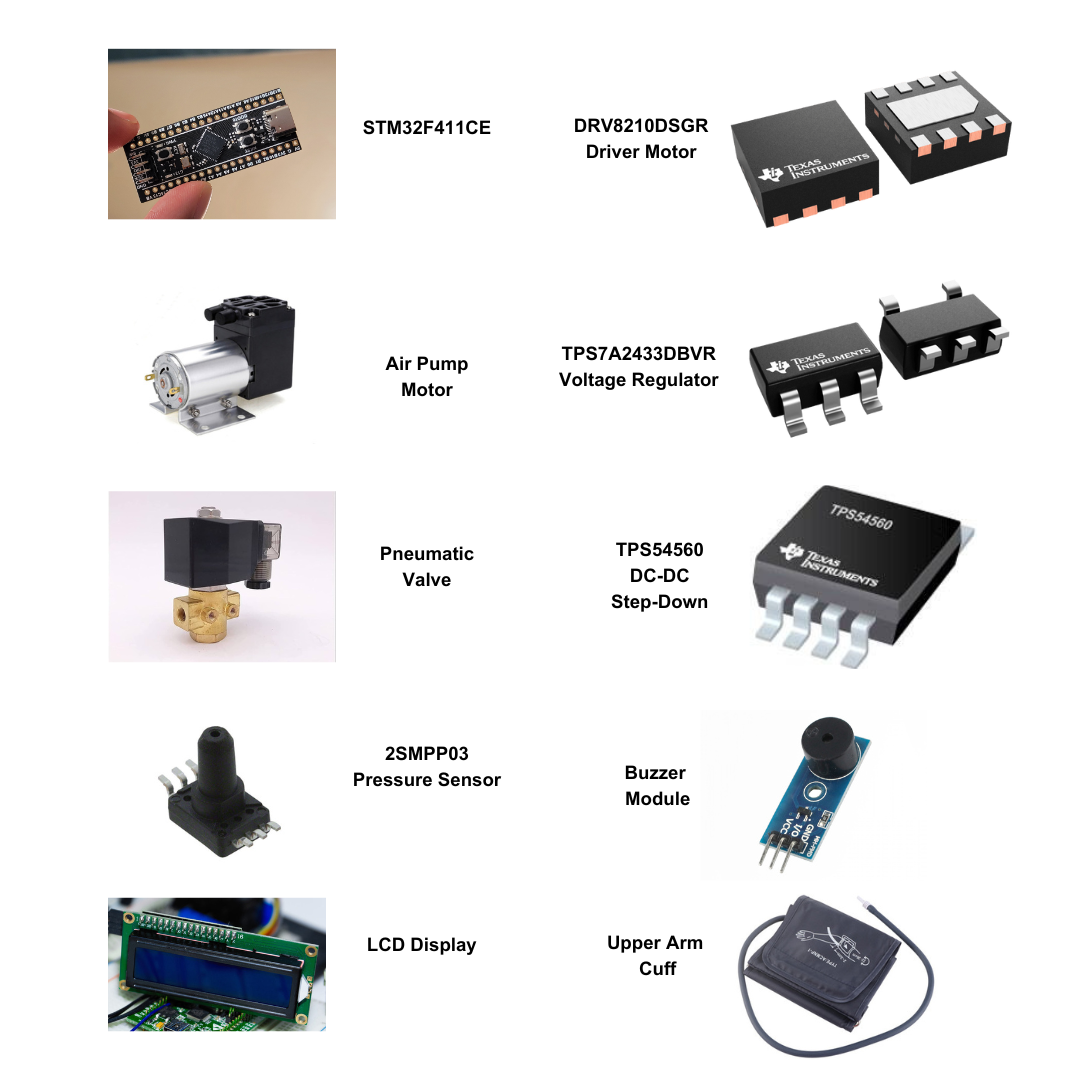 STM32F411CE
DRV8210DSGR
Driver Motor
TEXAS
INSTRUMENTS
Air Pump
Motor
TPS7A2433DBVR
Voltage Regulator
TEXAS
INSTRUMENTS
Pneumatic
Valve
TPS54560
DC-DC
Step-Down
TPS54560
TEXAS
INSTRUMENTS
2SMPP03
Pressure Sensor
Buzzer
Module
GND
I/O
VCC
LCD Display
Upper Arm
Cuff